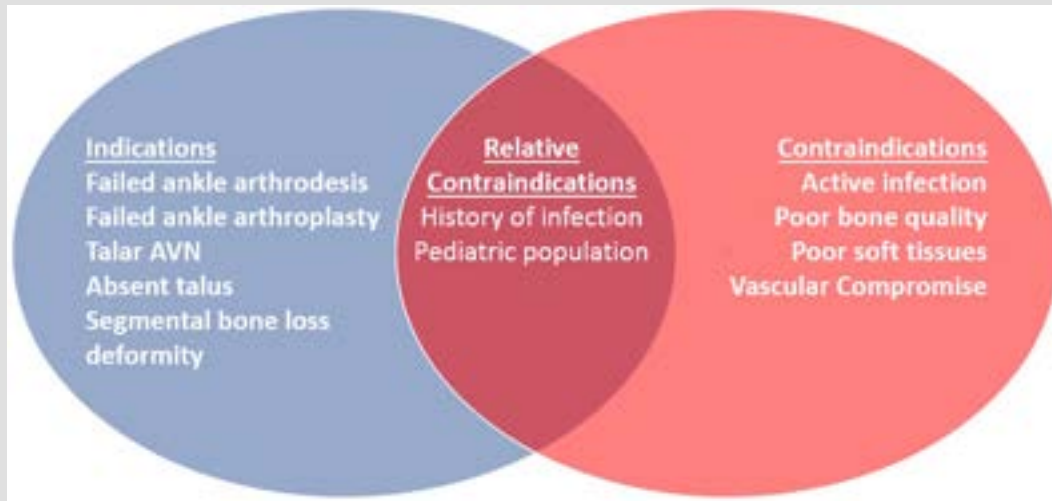 Indications
Failed ankle arthrodesis
Failed ankle arthroplasty
Talar AVN
Absent talus
Segmental bone loss
deformity
Relative
Contraindications
History of infection
Pediatric population
Contraindications
Active infection
Poor bone quality
Poor soft tissues
Vascular Compromise